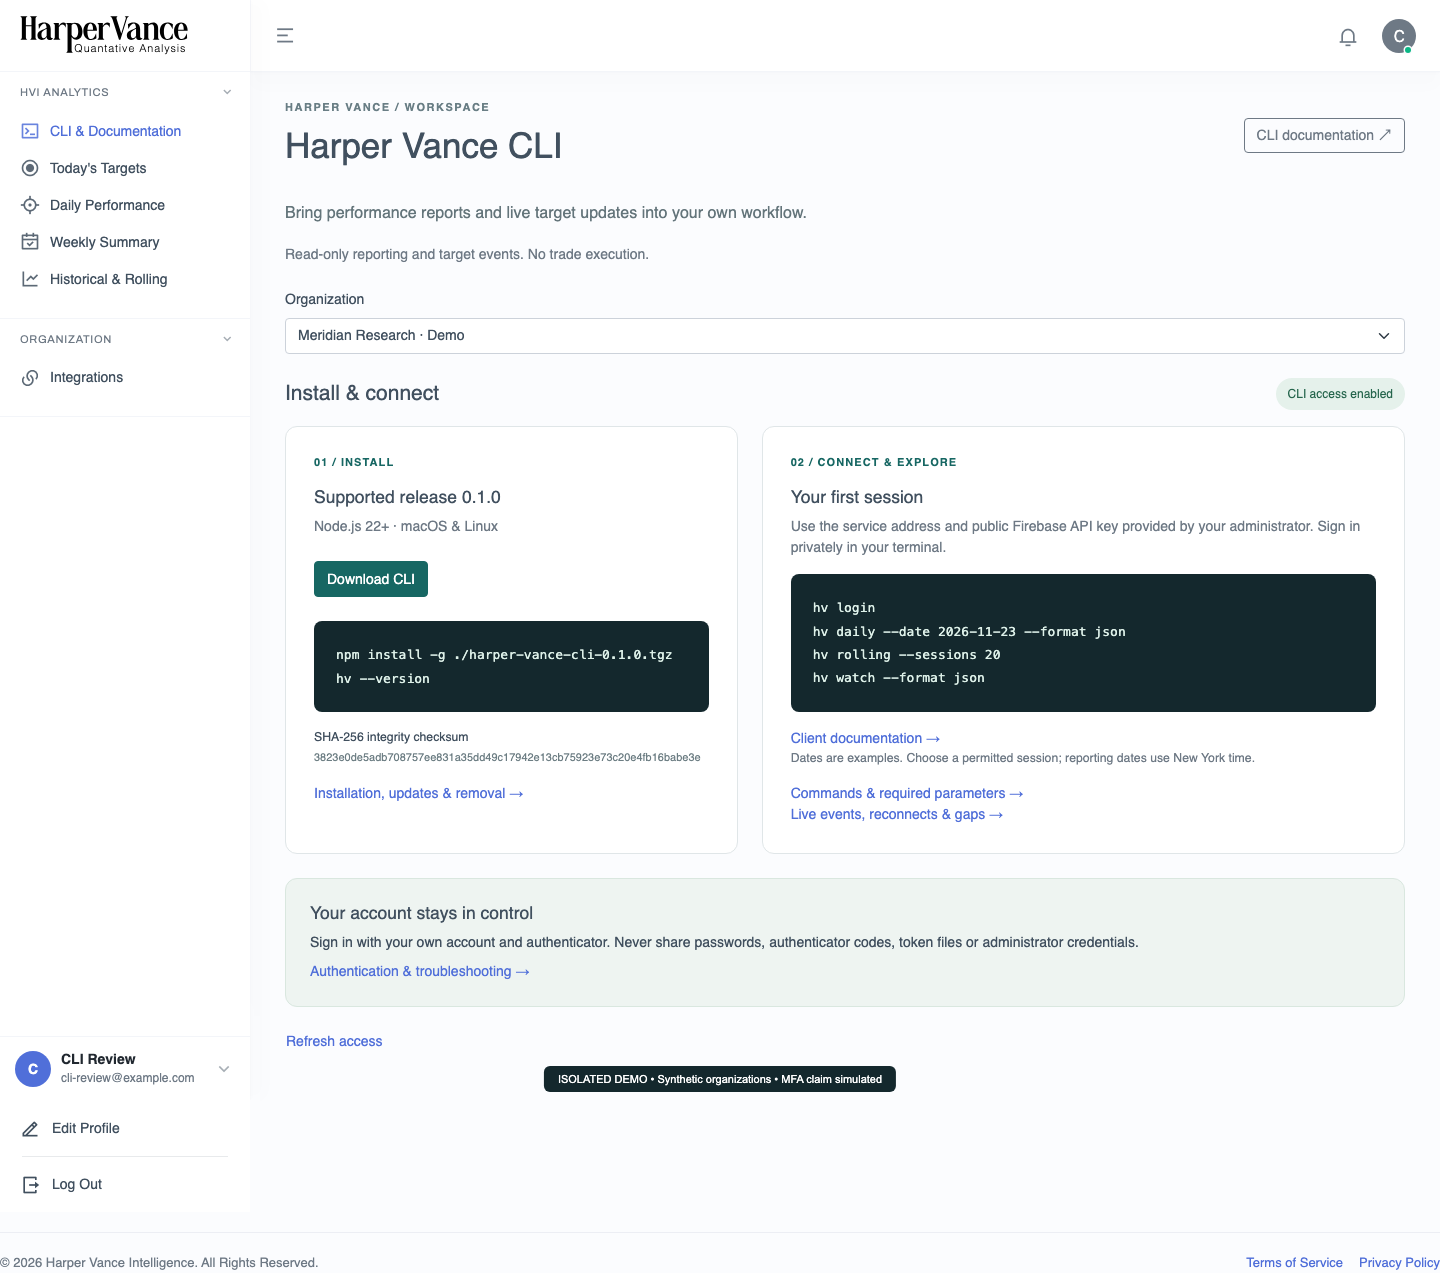 HarperVance
Quantative Analysis
C
HVI ANALYTICS
CLI & Documentation
Today's Targets
Daily Performance
Weekly Summary
Historical & Rolling
ORGANIZATION
Integrations
HARPER VANCE / WORKSPACE
Harper Vance CLI
CLI documentation ↗
Bring performance reports and live target updates into your own workflow.
Read-only reporting and target events. No trade execution.
Organization
Meridian Research · Demo
Install & connect
CLI access enabled
01 / INSTALL
Supported release 0.1.0
Node.js 22+ · macOS & Linux
Download CLI
npm install -g ./harper-vance-cli-0.1.0.tgz
hv --version
SHA-256 integrity checksum
3823e0de5adb708757ee831a35dd49c17942e13cb75923e73c20e4fb16babe3e
Installation, updates & removal →
02 / CONNECT & EXPLORE
Your first session
Use the service address and public Firebase API key provided by your administrator. Sign in
privately in your terminal.
hv login
hv daily --date 2026-11-23 --format json
hv rolling --sessions 20
hv watch --format json
Client documentation →
Dates are examples. Choose a permitted session; reporting dates use New York time.
Commands & required parameters →
Live events, reconnects & gaps →
Your account stays in control
Sign in with your own account and authenticator. Never share passwords, authenticator codes, token files or administrator credentials.
Authentication & troubleshooting →
Refresh access
ISOLATED DEMO • Synthetic organizations • MFA claim simulated
C
CLI Review
cli-review@example.com
Edit Profile
Log Out
© 2026 Harper Vance Intelligence. All Rights Reserved.
Terms of Service
Privacy Policy